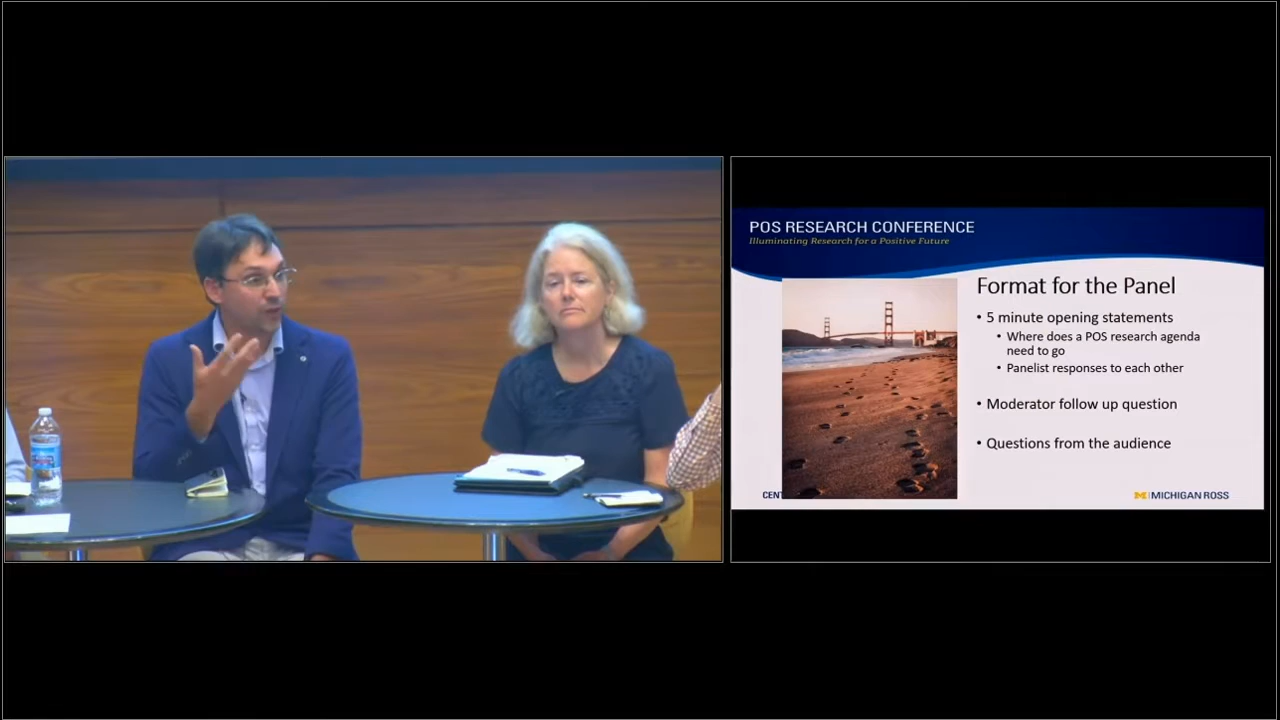 POS RESEARCH CONFERENCE
Illuminating Research for a Positive Future
Format for the Panel
• 5 minute opening statements
• Where does a POS research agenda
need to go
• Panelist responses to each other
• Moderator follow up question
• Questions from the audience
CENT
M MICHIGAN ROSS